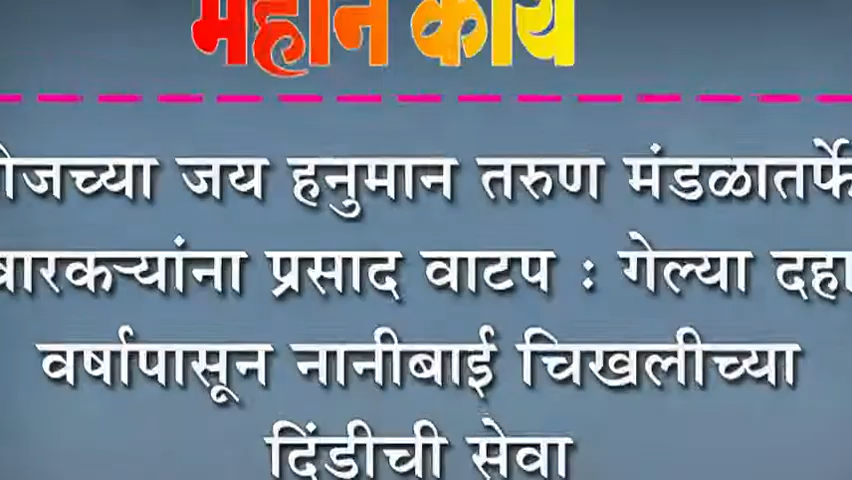 महान कार्य
जय हनुमान तरुण मंडळातर्फे
वारकऱ्यांना प्रसाद वाटप : गेल्या दहा
वर्षापासून नानीबाई चिखलीच्या
दिंडीची सेवा